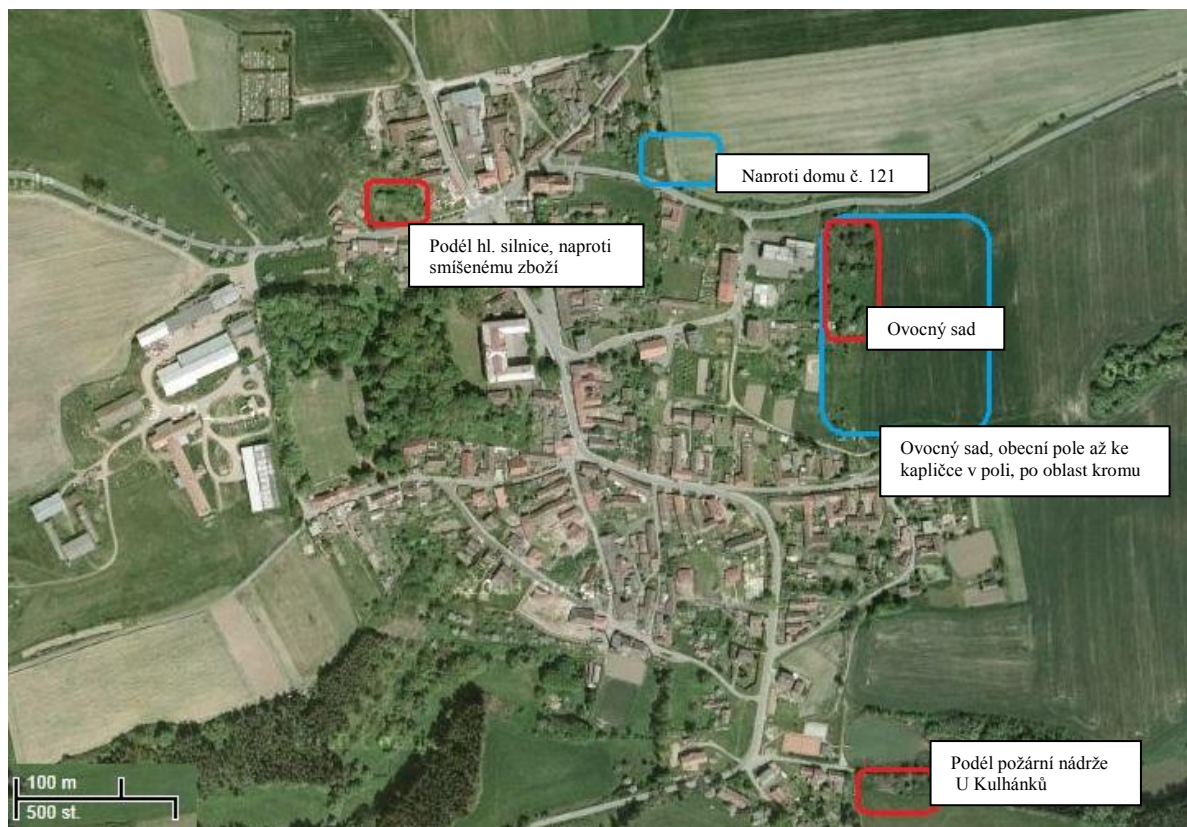 Naproti domu č. 121
Podél hl. silnice, naproti
smíšenému zboží
Ovocný sad
Ovocný sad, obecní pole až ke
kapličce v poli, po oblast kromu
Podél požární nádrže
U Kulhánků
100 m
500 st.